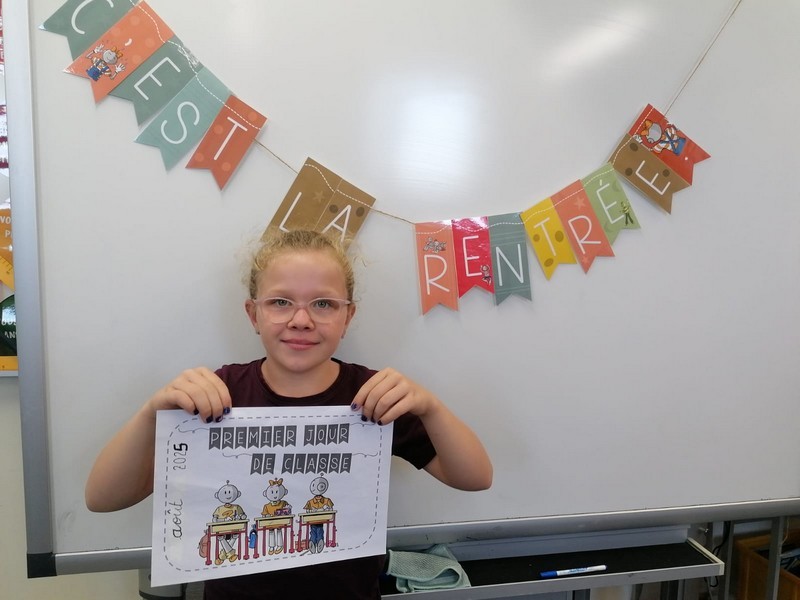 C'EST
LA
RENTRÉE
PREMIER JOUR
DE CLASSE
août 2025